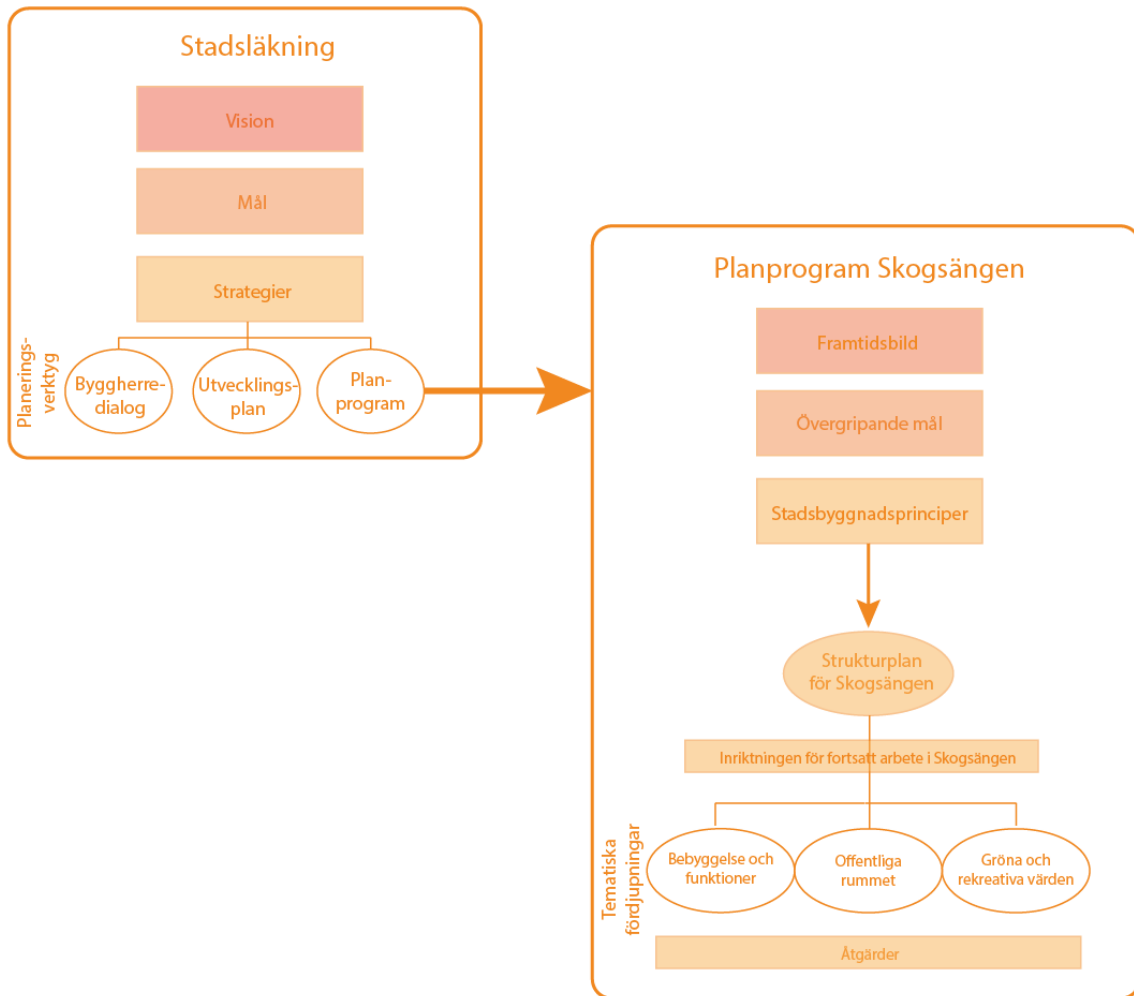 Stadsläkning
Vision
Mål
Strategier
Planerings-
verktyg
Byggherre-
dialog
Utvecklings-
plan
Plan-
program
Planprogram Skogsängen
Framtidsbild
Övergripande mål
Stadsbyggnadsprinciper
Strukturplan
för Skogsängen
Inriktningen för fortsatt arbete i Skogsängen
Tematiska
fördjupningar
Bebyggelse och
funktioner
Offentliga
rummet
Gröna och
rekreativa värden
Åtgärder